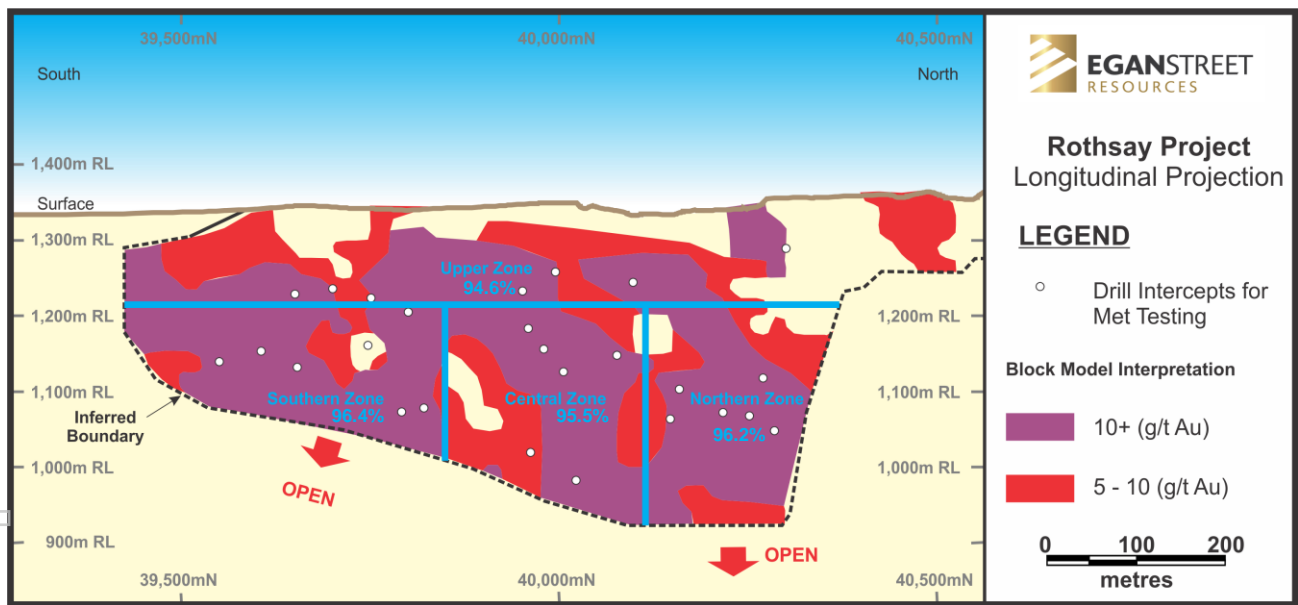 39,500mN
40,000mN
40,500mN
South
North
1,400m RL
Surface
1,300m RL
Upper Zone
94.6%
1,200m RL
1,200m RL
1,100m RL
1,100m RL
Southern Zone
96.4%
Central Zone
95.5%
Northern Zone
96.2%
Inferred
Boundary
1,000m RL
1,000m RL
OPEN
900m RL
OPEN
39,500mN
40,000mN
40,500mN
EGANSTREET
RESOURCES
Rothsay Project
Longitudinal Projection
LEGEND
Drill Intercepts for
Met Testing
Block Model Interpretation
10+ (g/t Au)
5 - 10 (g/t Au)
0 100 200
metres